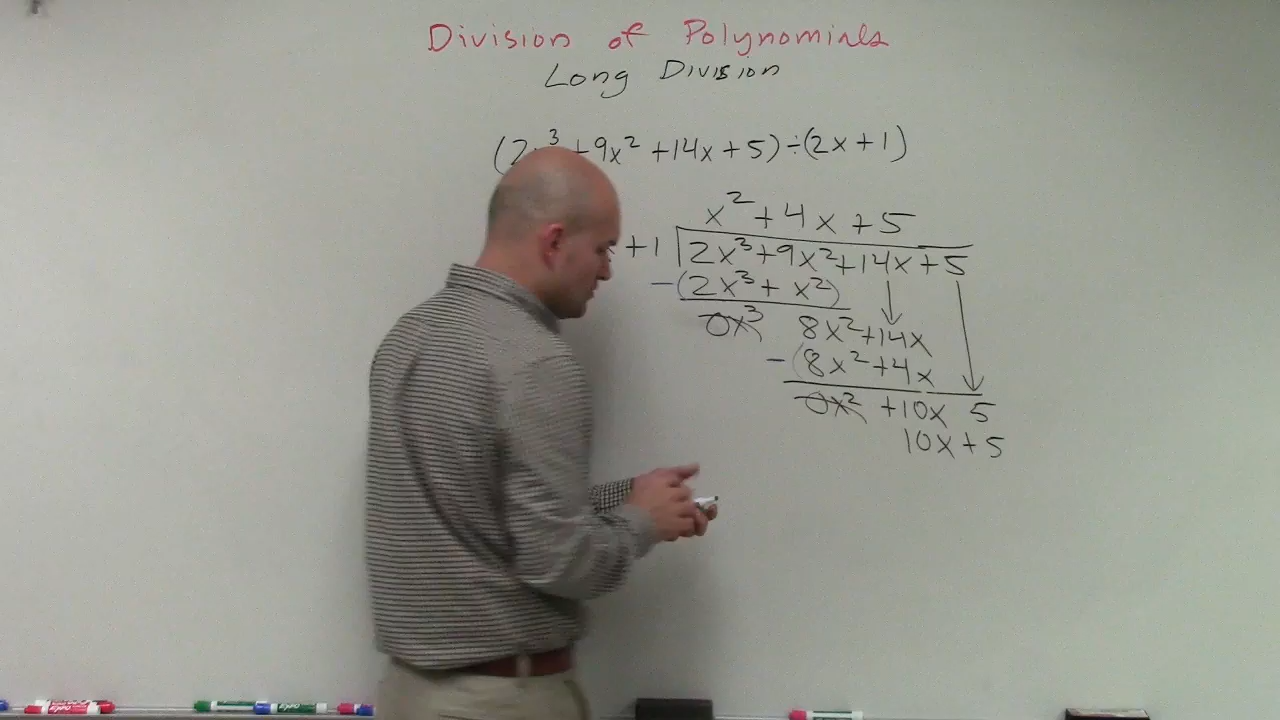 Division of Polynomials
Long Division
(2x³ + 9x² + 14x + 5) ÷ (2x + 1)
x² + 4x + 5
+ 1 2x³ + 9x² + 14x + 5
- (2x³ + x²)
0x³ 8x² + 14x
- (8x² + 4x
0x² + 10x 5
10x + 5